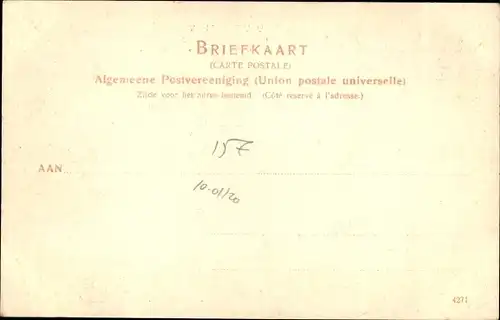 BRIEFKAART
(CARTE POSTALE)
Algemeene Postvereeniging (Union postale universelle)
Zijde voor het adres bestemd. (Côté réservé à l'adresse.)
157
AAN
10-01/20
4271